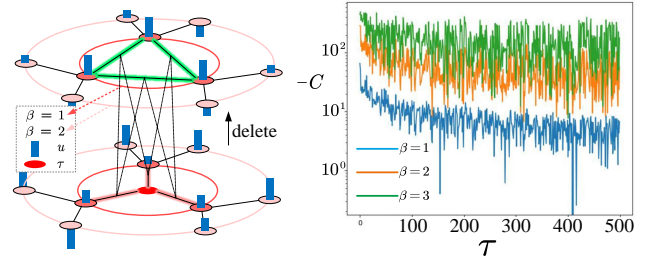 β = 1
β = 2
u
τ
delete
10²
10¹
10⁰
−C
β = 1
β = 2
β = 3
0
100
200
300
400
500
τ